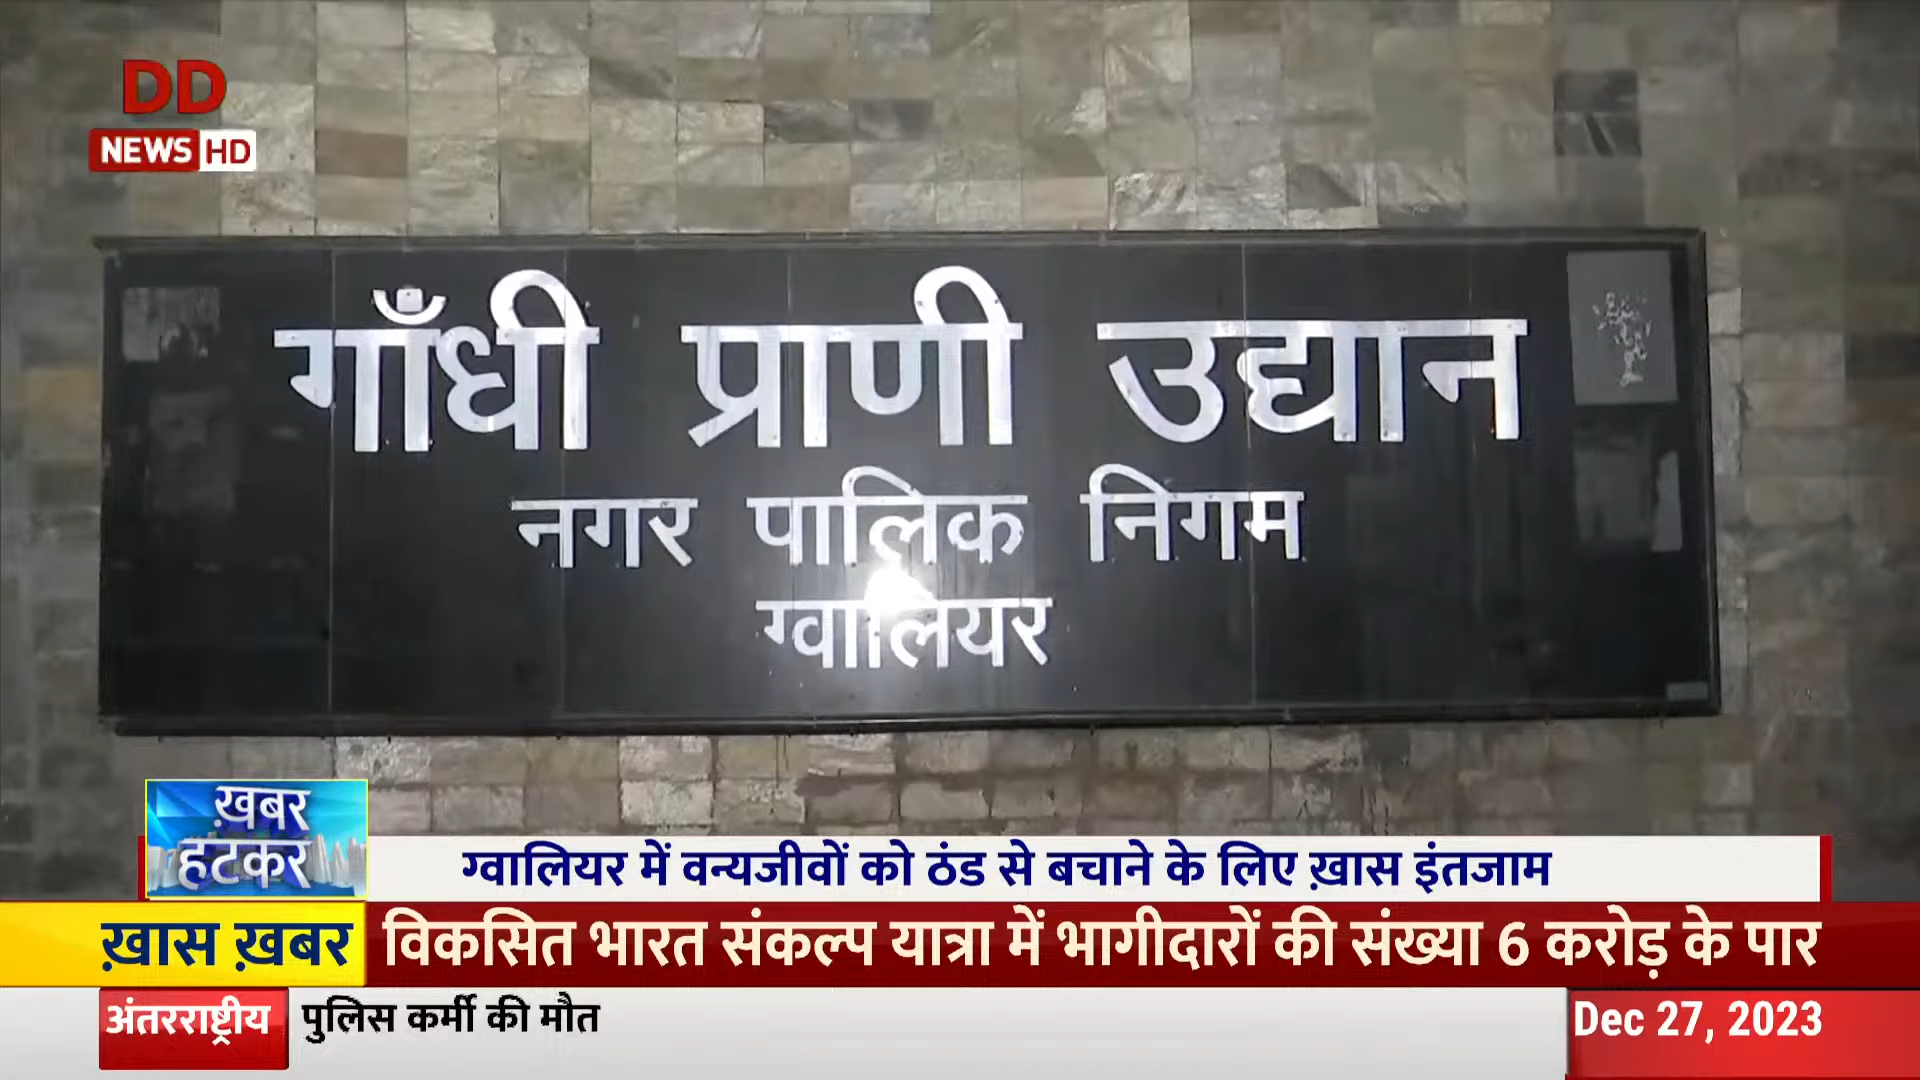 DD
NEWS HD
गाँधी प्राणी उद्यान
नगर पालिक निगम
ग्वालियर
ख़बर
हटकर
ग्वालियर में वन्यजीवों को ठंड से बचाने के लिए ख़ास इंतजाम
ख़ास ख़बर विकसित भारत संकल्प यात्रा में भागीदारों की संख्या 6 करोड़ के पार
अंतरराष्ट्रीय पुलिस कर्मी की मौत Dec 27, 2023